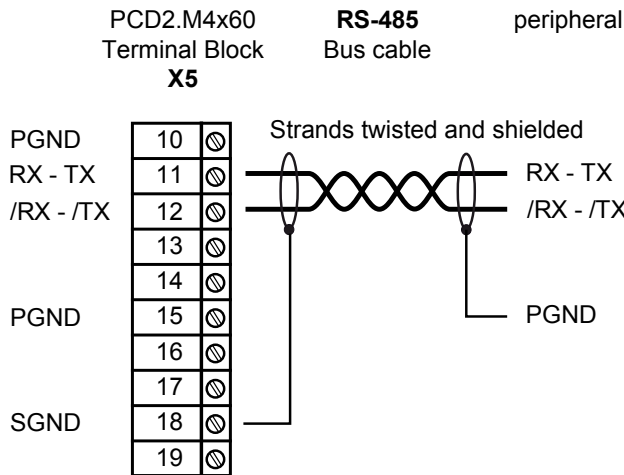 PCD2.M4x60 RS-485 peripheral
Terminal Block Bus cable
X5
PGND 10 Strands twisted and shielded
RX - TX 11 RX - TX
/RX - /TX 12 /RX - /TX
13
14
PGND 15 PGND
16
17
SGND 18
19